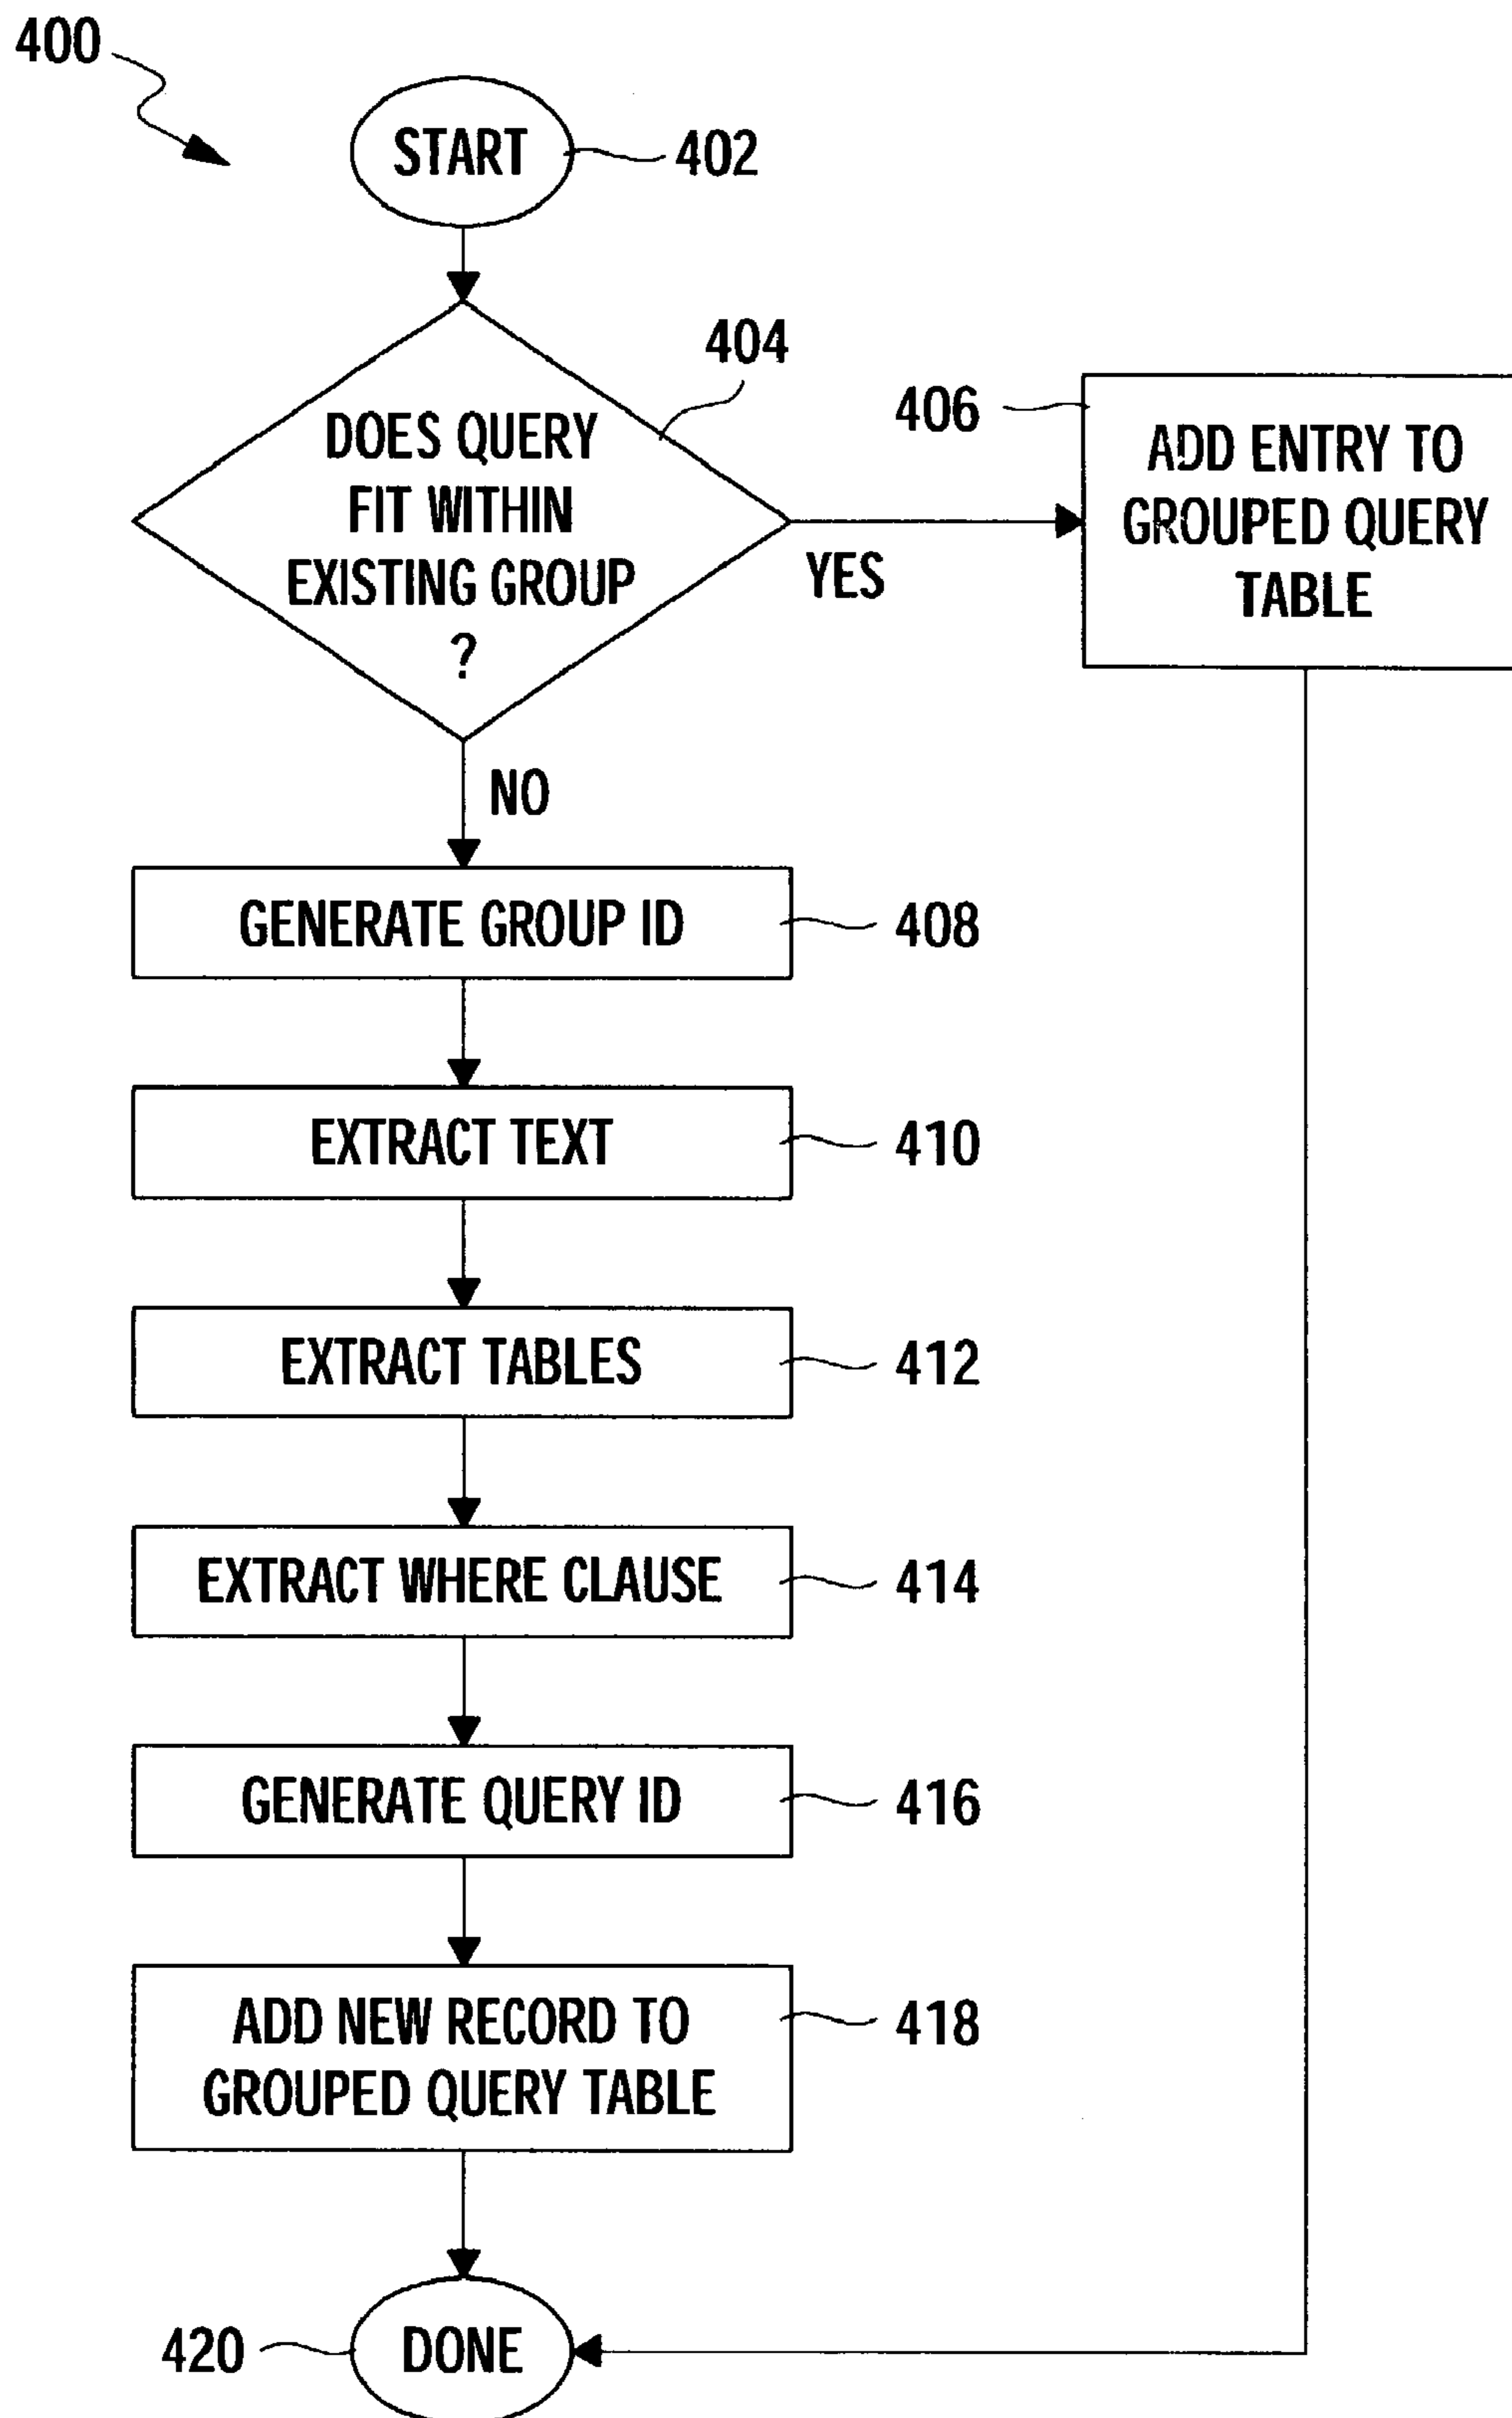 400
START
402
404
DOES QUERY
FIT WITHIN
EXISTING GROUP
?
YES
406
ADD ENTRY TO
GROUPED QUERY
TABLE
NO
GENERATE GROUP ID
408
EXTRACT TEXT
410
EXTRACT TABLES
412
EXTRACT WHERE CLAUSE
414
GENERATE QUERY ID
416
ADD NEW RECORD TO
GROUPED QUERY TABLE
418
420
DONE